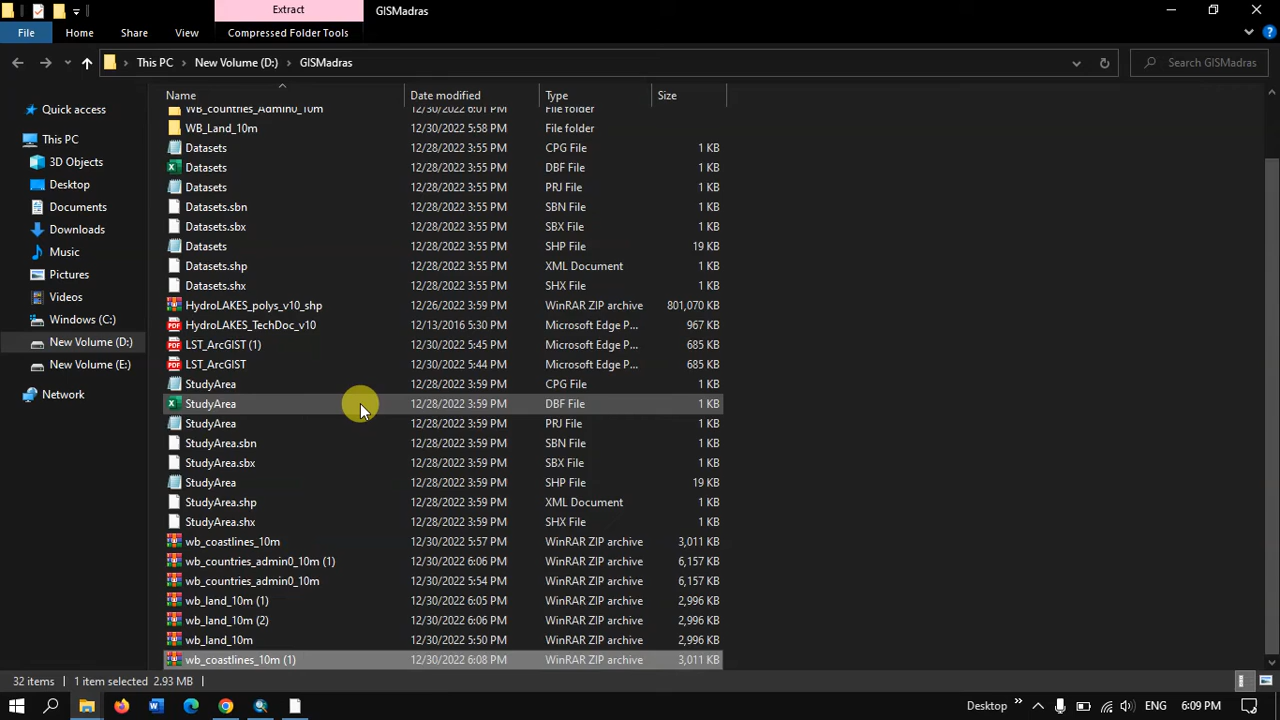 Extract
GISMadras
File
Home
Share
View
Compressed Folder Tools
This PC
New Volume (D:)
GISMadras
Search GISMadras
Name
Date modified
Type
Size
Quick access
This PC
3D Objects
Desktop
Documents
Downloads
Music
Pictures
Videos
Windows (C:)
New Volume (D:)
New Volume (E:)
Network
WB_countries_Admin0_10m 12/30/2022 6:01 PM File folder
WB_Land_10m 12/30/2022 5:58 PM File folder
Datasets 12/28/2022 3:55 PM CPG File 1 KB
Datasets 12/28/2022 3:55 PM DBF File 1 KB
Datasets 12/28/2022 3:55 PM PRJ File 1 KB
Datasets.sbn 12/28/2022 3:55 PM SBN File 1 KB
Datasets.sbx 12/28/2022 3:55 PM SBX File 1 KB
Datasets 12/28/2022 3:55 PM SHP File 19 KB
Datasets.shp 12/28/2022 3:55 PM XML Document 1 KB
Datasets.shx 12/28/2022 3:55 PM SHX File 1 KB
HydroLAKES_polys_v10_shp 12/26/2022 3:59 PM WinRAR ZIP archive 801,070 KB
HydroLAKES_TechDoc_v10 12/13/2016 5:30 PM Microsoft Edge P... 967 KB
LST_ArcGIST (1) 12/30/2022 5:45 PM Microsoft Edge P... 685 KB
LST_ArcGIST 12/30/2022 5:44 PM Microsoft Edge P... 685 KB
StudyArea 12/28/2022 3:59 PM CPG File 1 KB
StudyArea 12/28/2022 3:59 PM DBF File 1 KB
StudyArea 12/28/2022 3:59 PM PRJ File 1 KB
StudyArea.sbn 12/28/2022 3:59 PM SBN File 1 KB
StudyArea.sbx 12/28/2022 3:59 PM SBX File 1 KB
StudyArea 12/28/2022 3:59 PM SHP File 19 KB
StudyArea.shp 12/28/2022 3:59 PM XML Document 1 KB
StudyArea.shx 12/28/2022 3:59 PM SHX File 1 KB
wb_coastlines_10m 12/30/2022 5:57 PM WinRAR ZIP archive 3,011 KB
wb_countries_admin0_10m (1) 12/30/2022 6:06 PM WinRAR ZIP archive 6,157 KB
wb_countries_admin0_10m 12/30/2022 5:54 PM WinRAR ZIP archive 6,157 KB
wb_land_10m (1) 12/30/2022 6:05 PM WinRAR ZIP archive 2,996 KB
wb_land_10m (2) 12/30/2022 6:06 PM WinRAR ZIP archive 2,996 KB
wb_land_10m 12/30/2022 5:50 PM WinRAR ZIP archive 2,996 KB
wb_coastlines_10m (1) 12/30/2022 6:08 PM WinRAR ZIP archive 3,011 KB
32 items 1 item selected 2.93 MB
Desktop
ENG
6:09 PM